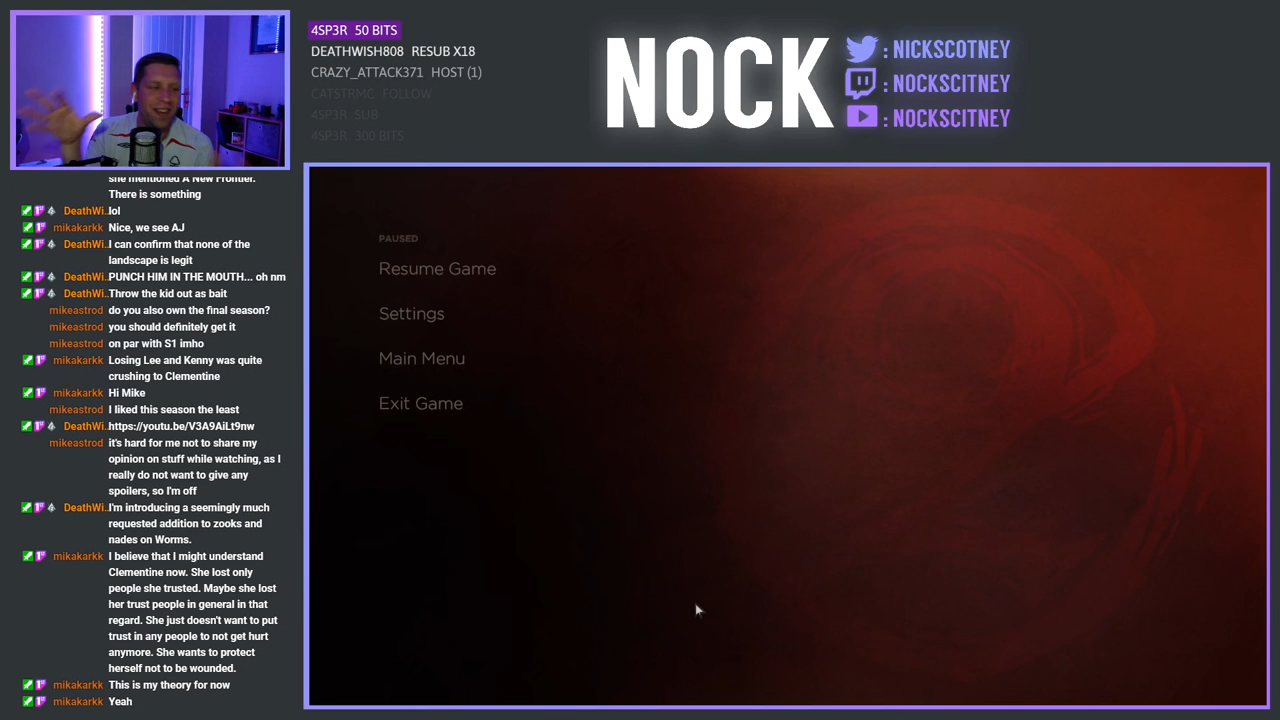 4SP3R 50 BITS
DEATHWISH808 RESUB X18
CRAZY_ATTACK371 HOST (1)
CATSTRMC FOLLOW
4SP3R SUB
4SP3R 300 BITS
NOCK
: NICKSCOTNEY
: NOCKSCITNEY
: NOCKSCITNEY
she mentioned A New Frontier.
There is something
DeathWi..lol
mikakarkk Nice, we see AJ
DeathWi..I can confirm that none of the
landscape is legit
DeathWi..PUNCH HIM IN THE MOUTH... oh nm
DeathWi..Throw the kid out as bait
mikeastrod do you also own the final season?
mikeastrod you should definitely get it
mikeastrod on par with S1 imho
mikakarkk Losing Lee and Kenny was quite
crushing to Clementine
mikakarkk Hi Mike
mikeastrod I liked this season the least
DeathWi..https://youtu.be/V3A9AiLt9nw
mikeastrod it's hard for me not to share my
opinion on stuff while watching, as I
really do not want to give any
spoilers, so I'm off
DeathWi..I'm introducing a seemingly much
requested addition to zooks and
nades on Worms.
mikakarkk I believe that I might understand
Clementine now. She lost only
people she trusted. Maybe she lost
her trust people in general in that
regard. She just doesn't want to put
trust in any people to not get hurt
anymore. She wants to protect
herself not to be wounded.
mikakarkk This is my theory for now
mikakarkk Yeah
PAUSED
Resume Game
Settings
Main Menu
Exit Game